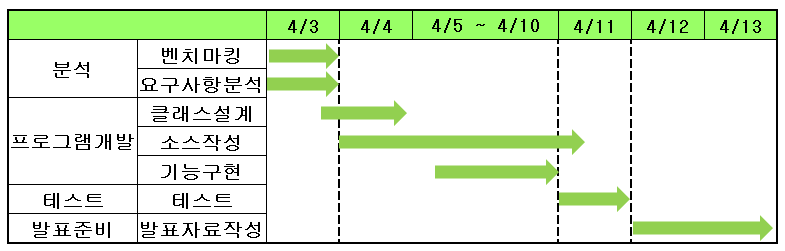 4/3 4/4 4/5 ~ 4/10 4/11 4/12 4/13
분석 벤치마킹
요구사항분석
프로그램개발 클래스설계
소스작성
기능구현
테스트 테스트
발표준비 발표자료작성